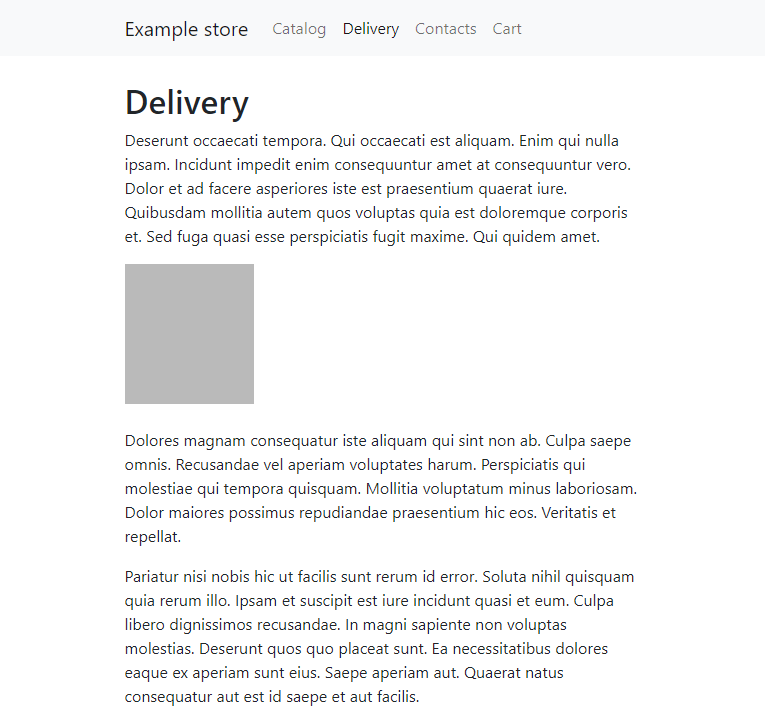 Example store Catalog Delivery Contacts Cart
Delivery
Deserunt occaecati tempora. Qui occaecati est aliquam. Enim qui nulla
ipsam. Incidunt impedit enim consequuntur amet at consequuntur vero.
Dolor et ad facere asperiores iste est praesentium quaerat iure.
Quibusdam mollitia autem quos voluptas quia est doloremque corporis
et. Sed fuga quasi esse perspiciatis fugit maxime. Qui quidem amet.
Dolores magnam consequatur iste aliquam qui sint non ab. Culpa saepe
omnis. Recusandae vel aperiam voluptates harum. Perspiciatis qui
molestiae qui tempora quisquam. Mollitia voluptatum minus laboriosam.
Dolor maiores possimus repudiandae praesentium hic eos. Veritatis et
repellat.
Pariatur nisi nobis hic ut facilis sunt rerum id error. Soluta nihil quisquam
quia rerum illo. Ipsam et suscipit est iure incidunt quasi et eum. Culpa
libero dignissimos recusandae. In magni sapiente non voluptas
molestias. Deserunt quos quo placeat sunt. Ea necessitatibus dolores
eaque ex aperiam sunt eius. Saepe aperiam aut. Quaerat natus
consequatur aut est id saepe et aut facilis.